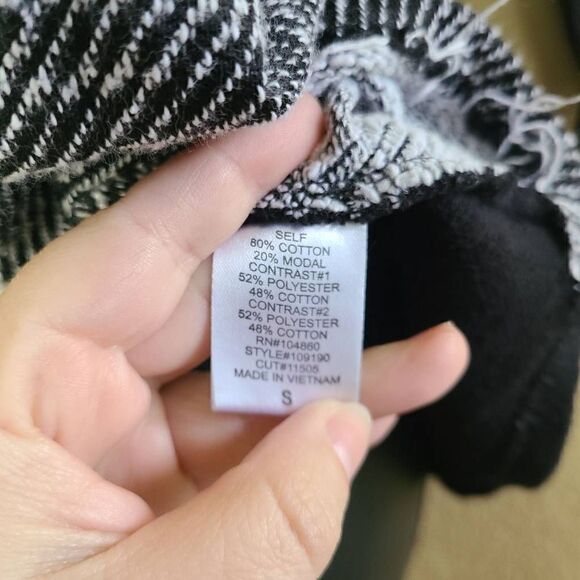 SELF
80% COTTON
20% MODAL
CONTRAST#1
52% POLYESTER
48% COTTON
CONTRAST#2
52% POLYESTER
48% COTTON
RN#104860
STYLE#109190
CUT#11505
MADE IN VIETNAM
S